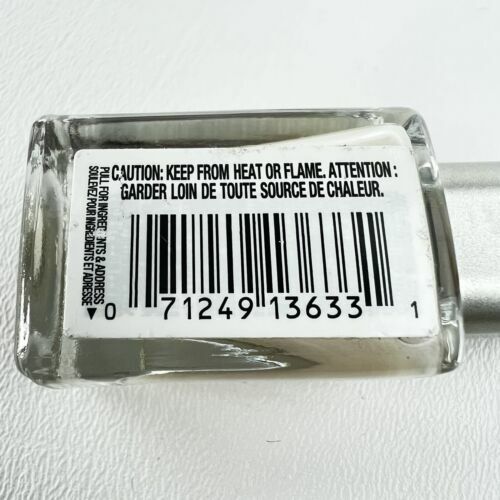 CAUTION: KEEP FROM HEAT OR FLAME. ATTENTION :
GARDER LOIN DE TOUTE SOURCE DE CHALEUR.
PULL FOR INGREDIENTS & ADDRESS
SOULEVEZ POUR INGRÉDIENTS ET ADRESSE
0 71249 13633 1